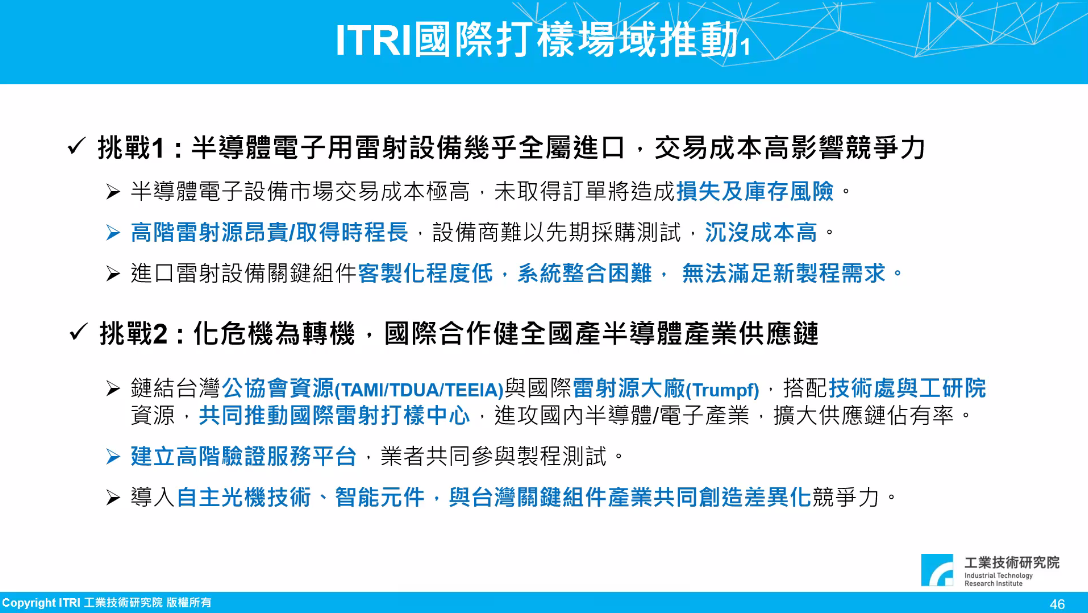 ITRI國際打樣場域推動1
✓ 挑戰1：半導體電子用雷射設備幾乎全屬進口，交易成本高影響競爭力
➢ 半導體電子設備市場交易成本極高，未取得訂單將造成損失及庫存風險。
➢ 高階雷射源昂貴/取得時程長，設備商難以先期採購測試，沉沒成本高。
➢ 進口雷射設備關鍵組件客製化程度低，系統整合困難， 無法滿足新製程需求。
✓ 挑戰2：化危機為轉機，國際合作健全國產半導體產業供應鏈
➢ 鏈結台灣公協會資源(TAMI/TDUA/TEEIA)與國際雷射源大廠(Trumpf)，搭配技術處與工研院
資源，共同推動國際雷射打樣中心，進攻國內半導體/電子產業，擴大供應鏈佔有率。
➢ 建立高階驗證服務平台，業者共同參與製程測試。
➢ 導入自主光機技術、智能元件，與台灣關鍵組件產業共同創造差異化競爭力。
工業技術研究院
Industrial Technology
Research Institute
Copyright ITRI 工業技術研究院 版權所有
46